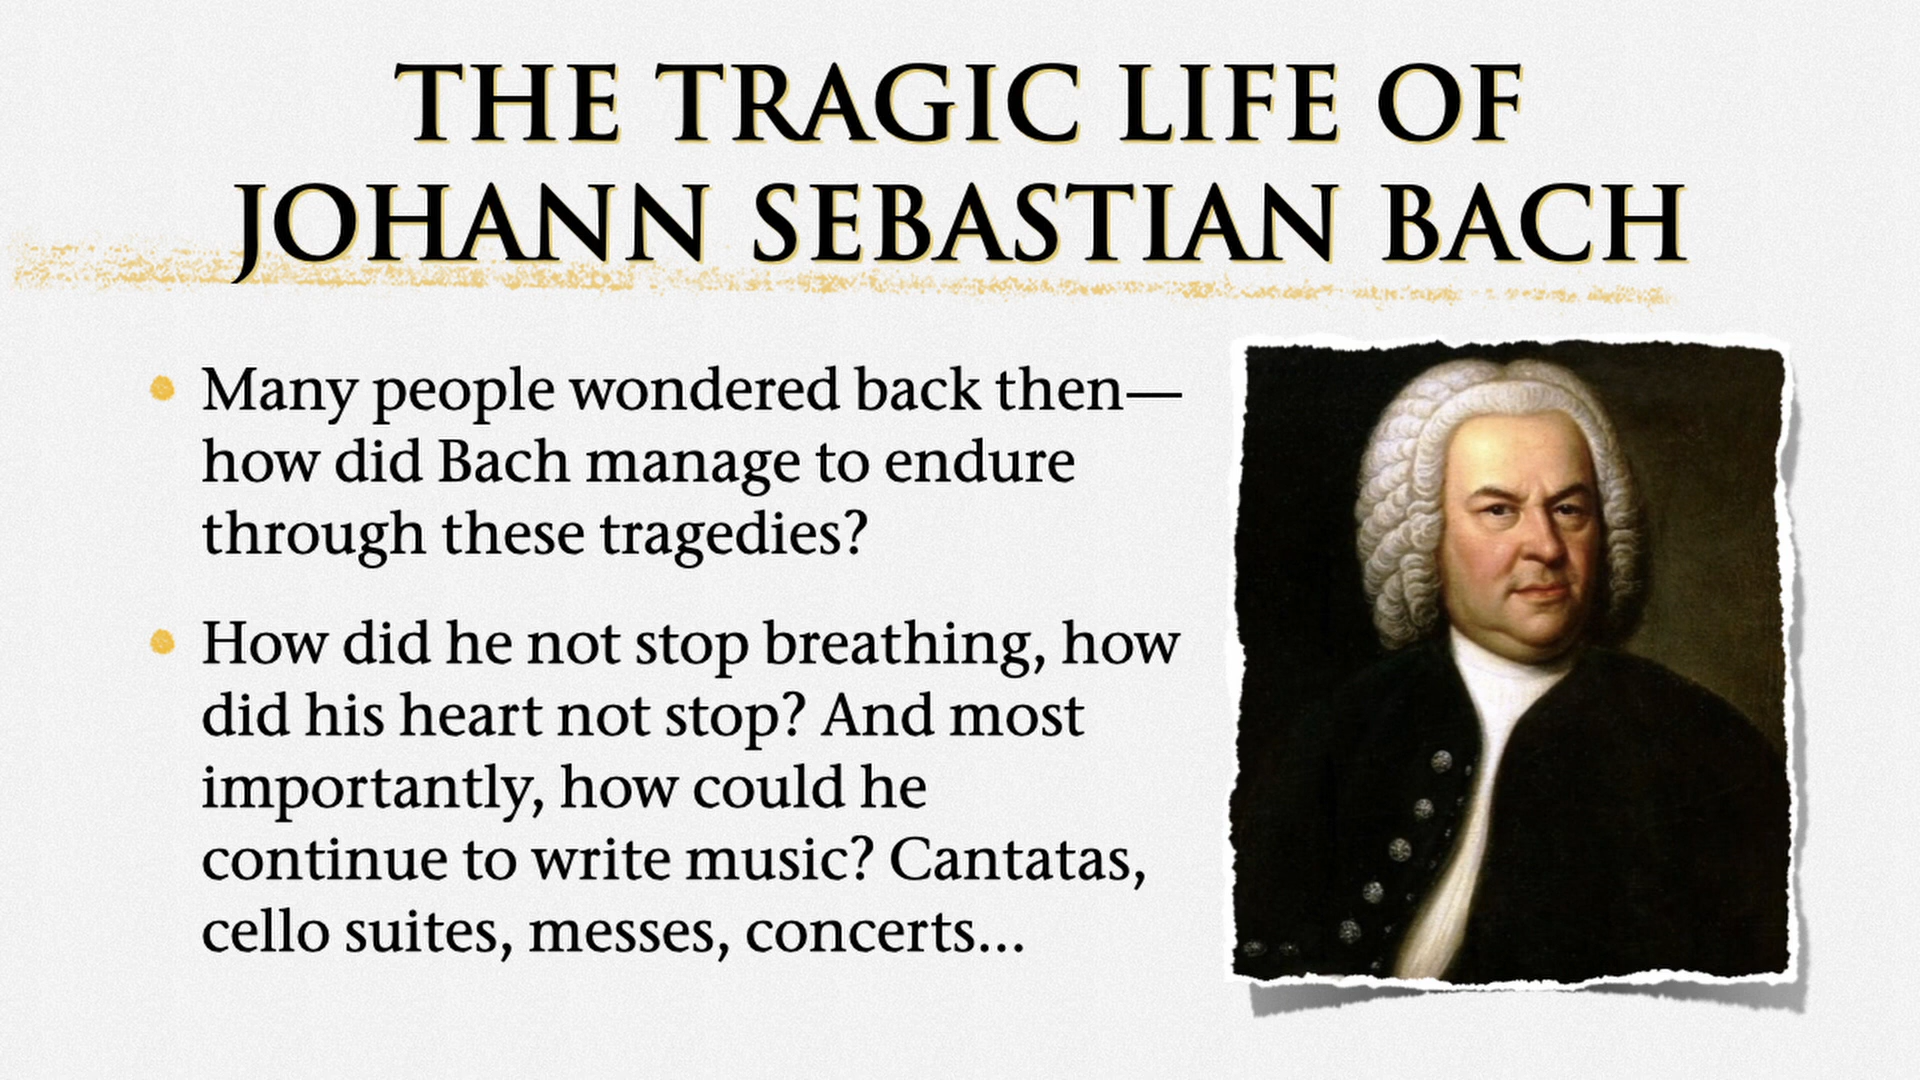 THE TRAGIC LIFE OF
JOHANN SEBASTIAN BACH
Many people wondered back then—
how did Bach manage to endure
through these tragedies?
How did he not stop breathing, how
did his heart not stop? And most
importantly, how could he
continue to write music? Cantatas,
cello suites, messes, concerts...